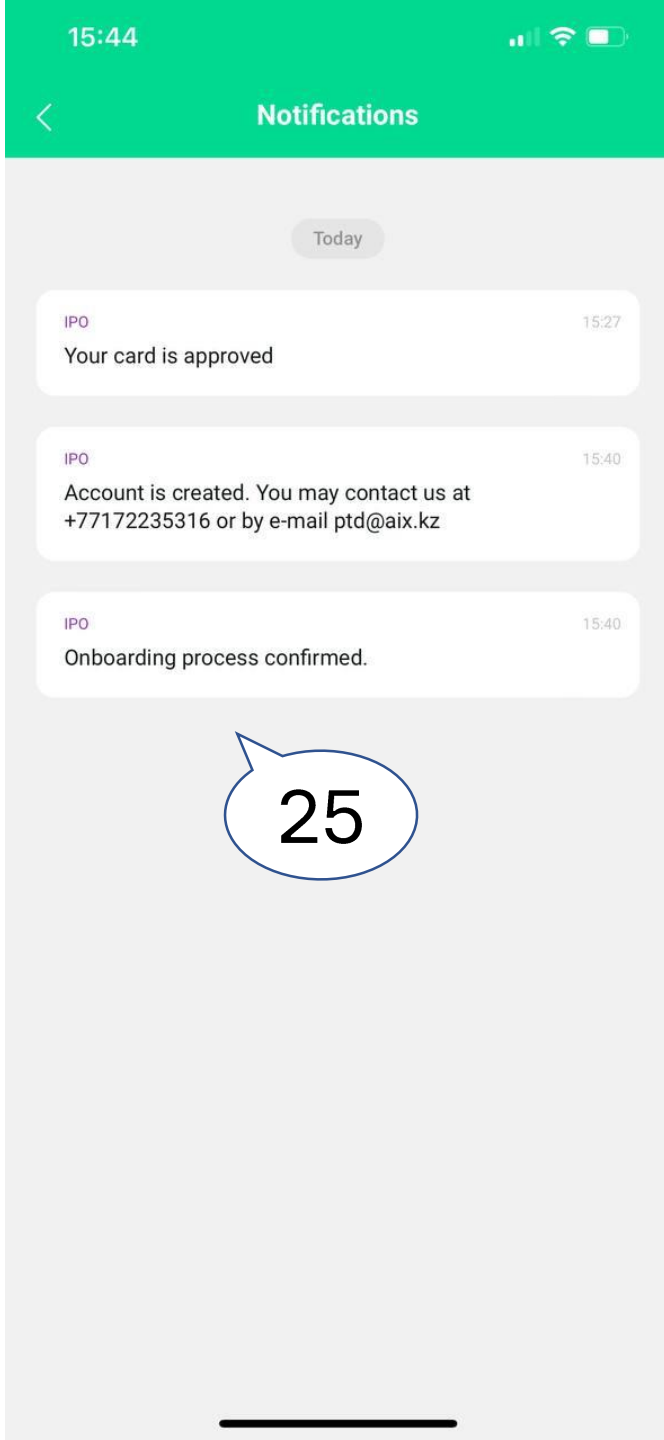 15:44
Notifications
Today
IPO 15:27
Your card is approved
IPO 15:40
Account is created. You may contact us at
+77172235316 or by e-mail ptd@aix.kz
IPO 15:40
Onboarding process confirmed.
25